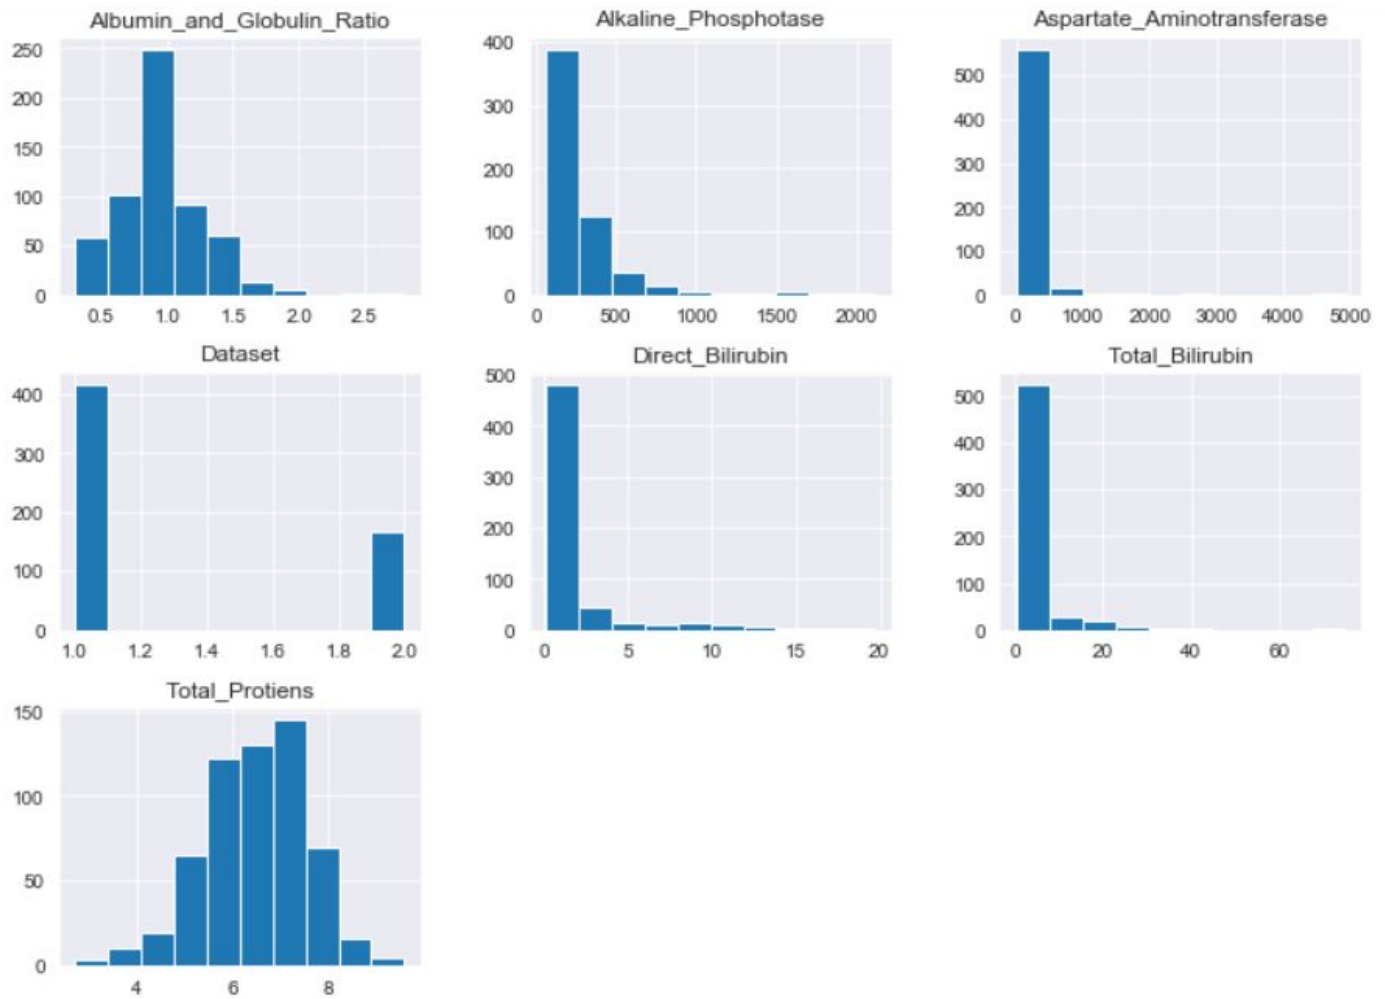 Albumin_and_Globulin_Ratio
250
200
150
100
50
0
0.5 1.0 1.5 2.0 2.5
Alkaline_Phosphotase
400
300
200
100
0
0 500 1000 1500 2000
Aspartate_Aminotransferase
500
400
300
200
100
0
0 1000 2000 3000 4000 5000
Dataset
400
300
200
100
0
1.0 1.2 1.4 1.6 1.8 2.0
Direct_Bilirubin
500
400
300
200
100
0
0 5 10 15 20
Total_Bilirubin
500
400
300
200
100
0
0 20 40 60
Total_Protiens
150
100
50
0
4 6 8